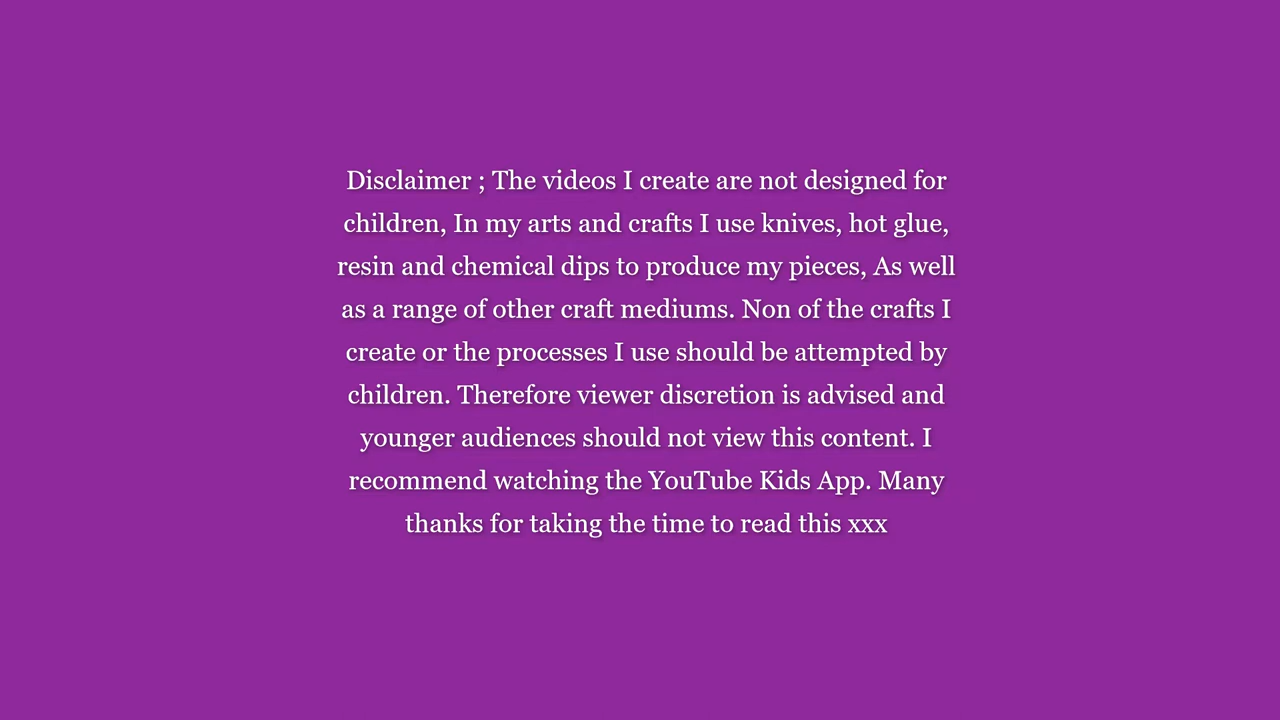 Disclaimer ; The videos I create are not designed for
children, In my arts and crafts I use knives, hot glue,
resin and chemical dips to produce my pieces, As well
as a range of other craft mediums. Non of the crafts I
create or the processes I use should be attempted by
children. Therefore viewer discretion is advised and
younger audiences should not view this content. I
recommend watching the YouTube Kids App. Many
thanks for taking the time to read this xxx